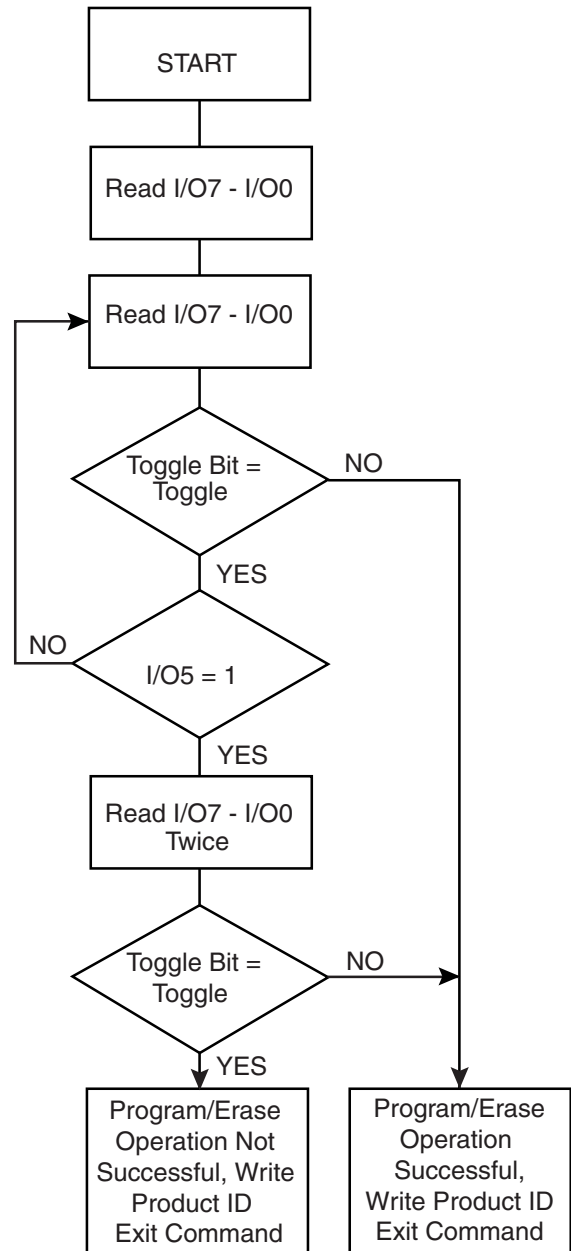 START
Read I/O7 - I/O0
Read I/O7 - I/O0
Toggle Bit =
Toggle
NO
YES
NO
I/O5 = 1
YES
Read I/O7 - I/O0
Twice
Toggle Bit =
Toggle
NO
YES
Program/Erase
Operation Not
Successful, Write
Product ID
Exit Command
Program/Erase
Operation
Successful,
Write Product ID
Exit Command